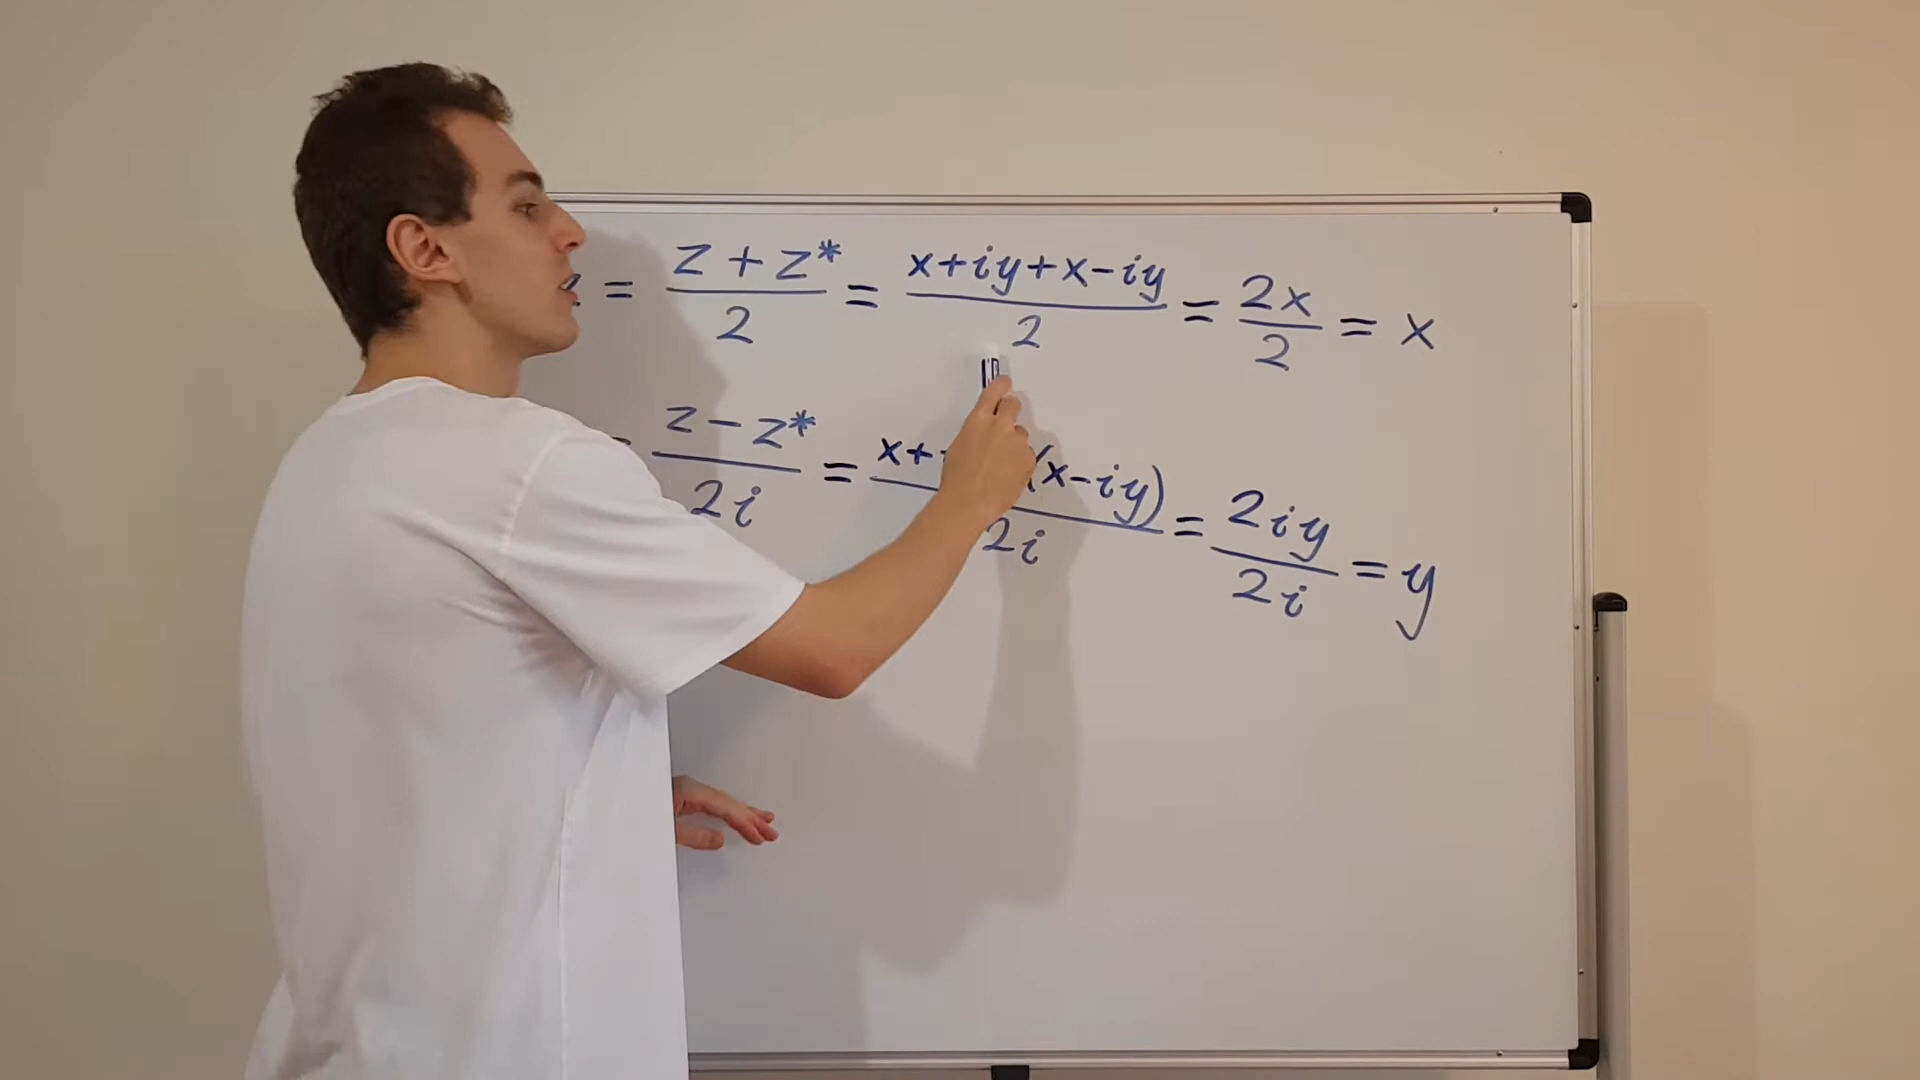 = z + z* / 2 = x+iy+x-iy / 2 = 2x / 2 = x
z - z* / 2i = x+ (x-iy) / 2i = 2iy / 2i = y